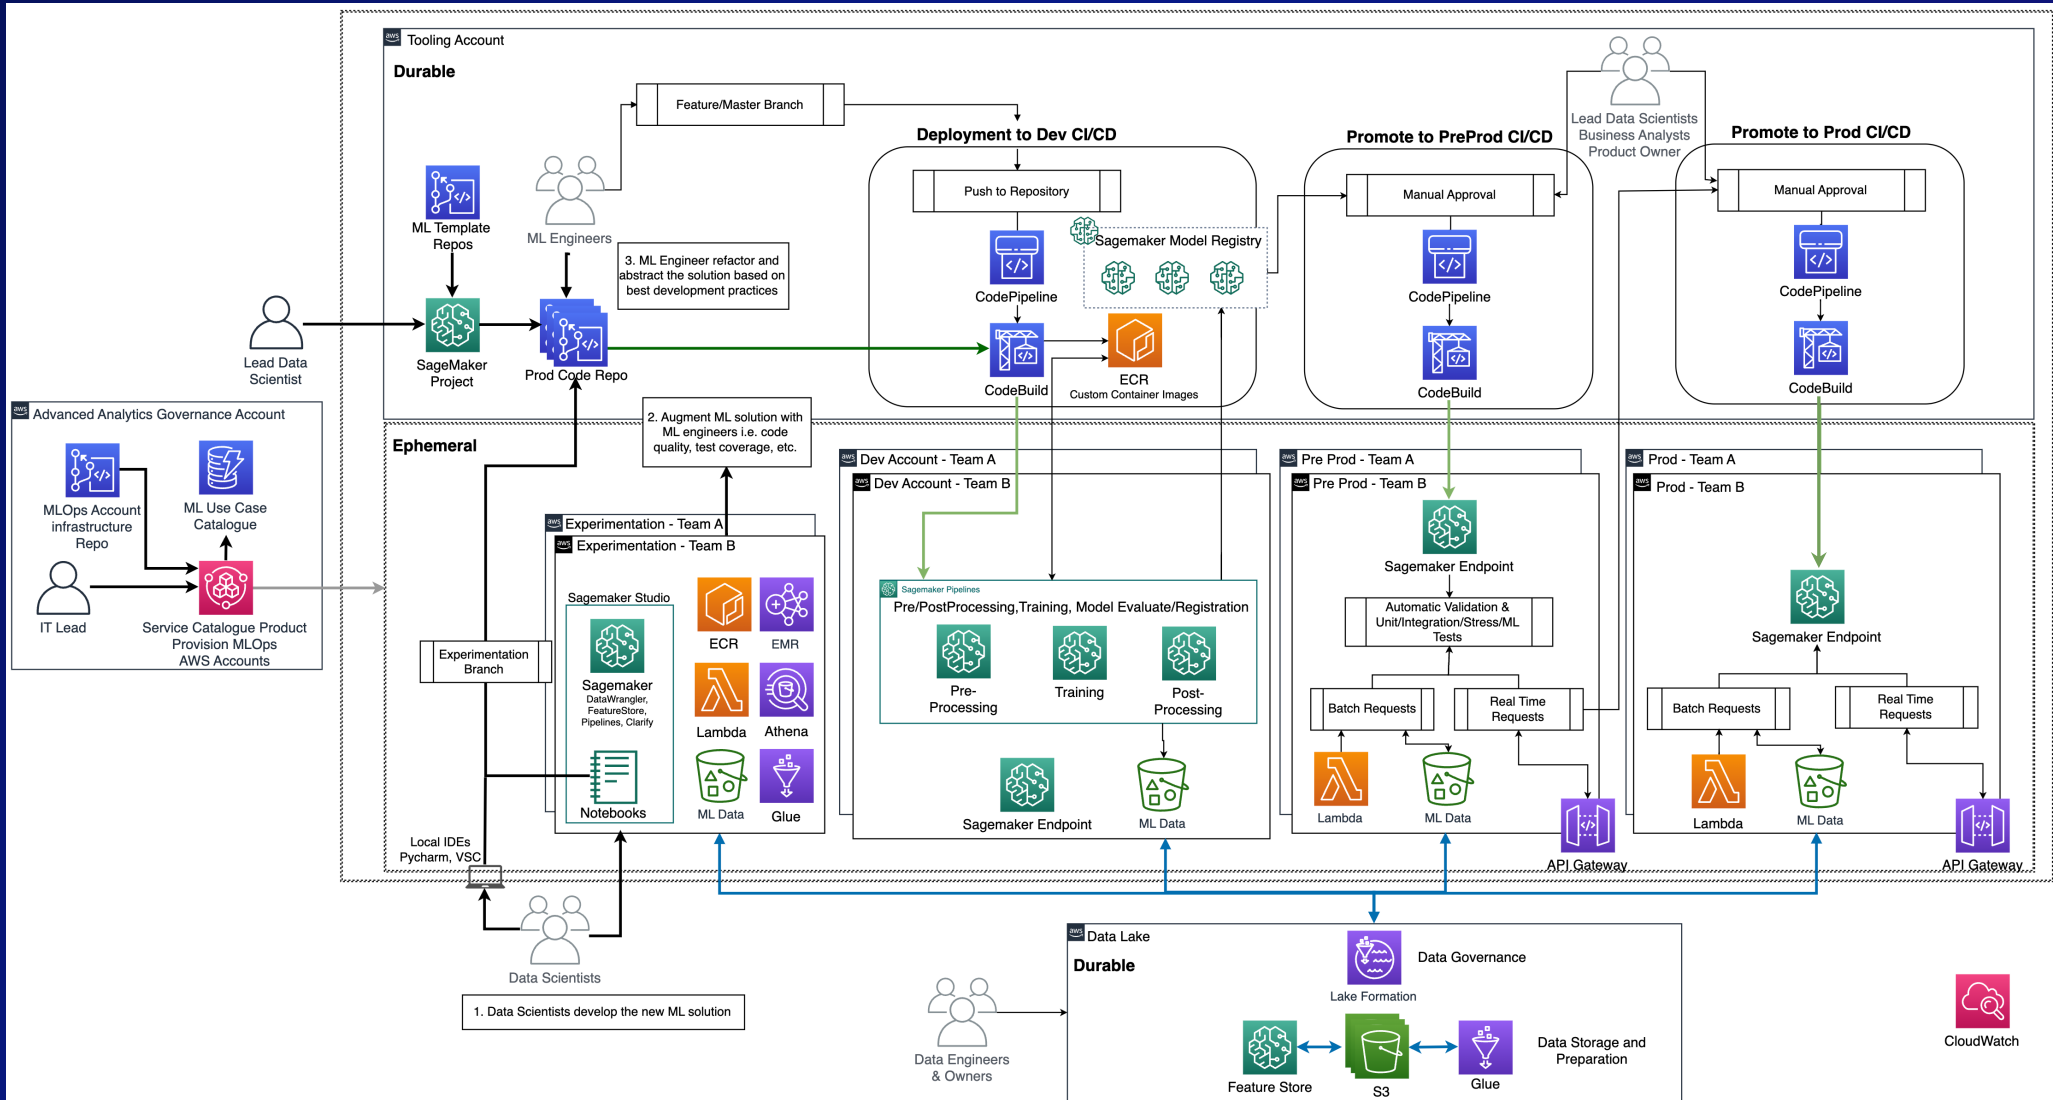 aws
Tooling Account
Durable
Feature/Master Branch
ML Template
Repos
ML Engineers
3. ML Engineer refactor and
abstract the solution based on
best development practices
SageMaker
Project
Prod Code Repo
Lead Data
Scientist
Deployment to Dev CI/CD
Push to Repository
CodePipeline
Sagemaker Model Registry
CodeBuild
ECR
Custom Container Images
Promote to PreProd CI/CD
Manual Approval
CodePipeline
CodeBuild
Lead Data Scientists
Business Analysts
Product Owner
Promote to Prod CI/CD
Manual Approval
CodePipeline
CodeBuild
aws
Advanced Analytics Governance Account
MLOps Account
infrastructure
Repo
ML Use Case
Catalogue
IT Lead
Service Catalogue Product
Provision MLOps
AWS Accounts
Ephemeral
2. Augment ML solution with
ML engineers i.e. code
quality, test coverage, etc.
Experimentation
Branch
aws
Experimentation - Team A
aws
Experimentation - Team B
Sagemaker Studio
Sagemaker
DataWrangler,
FeatureStore,
Pipelines, Clarify
Notebooks
ECR
EMR
Lambda
Athena
ML Data
Glue
Local IDEs
Pycharm, VSC
Data Scientists
1. Data Scientists develop the new ML solution
aws
Dev Account - Team A
aws
Dev Account - Team B
Sagemaker Pipelines
Pre/PostProcessing,Training, Model Evaluate/Registration
Pre-
Processing
Training
Post-
Processing
Sagemaker Endpoint
ML Data
aws
Pre Prod - Team A
aws
Pre Prod - Team B
Sagemaker Endpoint
Automatic Validation &
Unit/Integration/Stress/ML
Tests
Batch Requests
Real Time
Requests
Lambda
ML Data
API Gateway
aws
Prod - Team A
aws
Prod - Team B
Sagemaker Endpoint
Batch Requests
Real Time
Requests
Lambda
ML Data
API Gateway
aws
Data Lake
Durable
Data Governance
Lake Formation
Data Engineers
& Owners
Feature Store
S3
Glue
Data Storage and
Preparation
CloudWatch